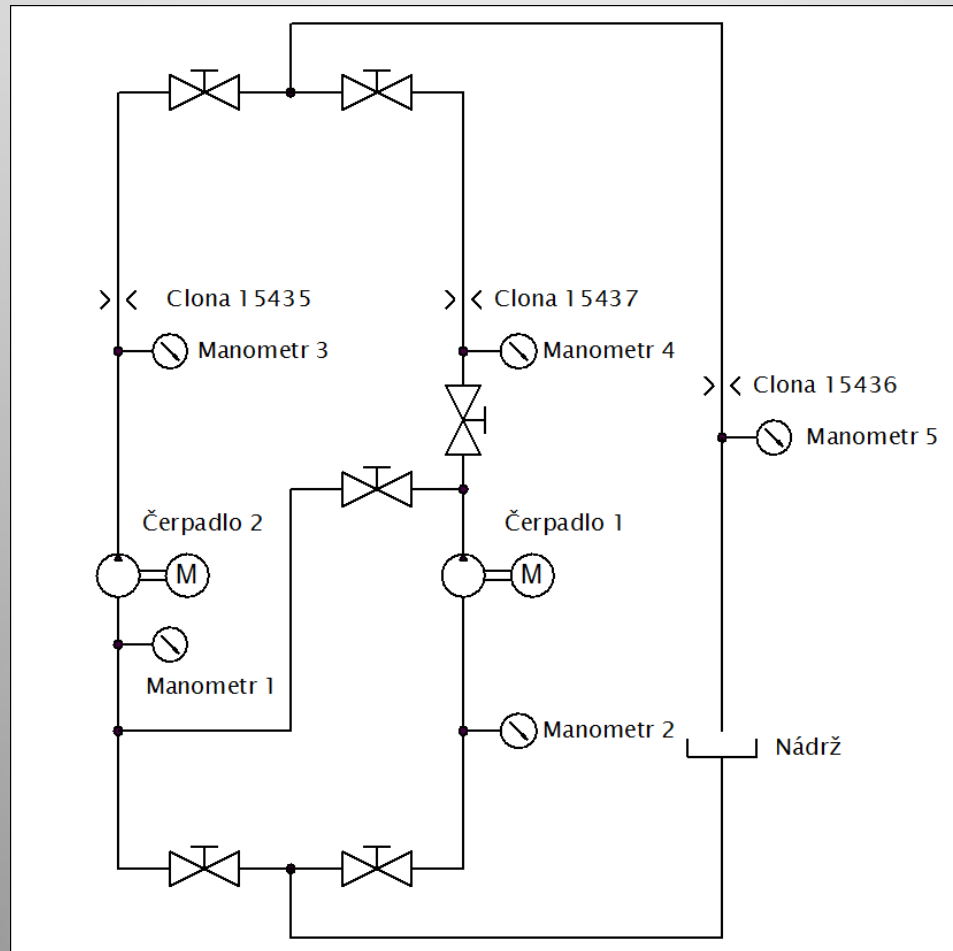 Clona 15435
Clona 15437
Manometr 3
Manometr 4
Clona 15436
Manometr 5
Čerpadlo 2
Čerpadlo 1
M
M
Manometr 1
Manometr 2
Nádrž